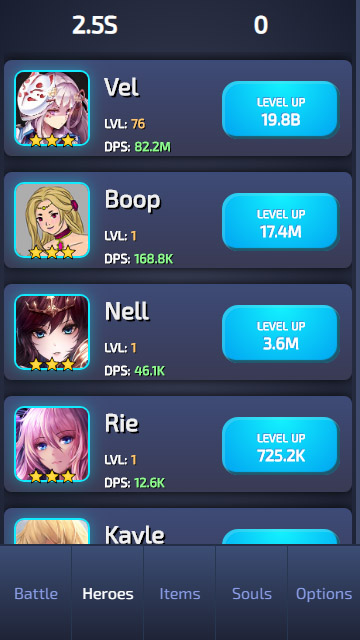 2.5S 0
Vel
LVL: 76
DPS: 82.2M
LEVEL UP
19.8B
Boop
LVL: 1
DPS: 168.8K
LEVEL UP
17.4M
Nell
LVL: 1
DPS: 46.1K
LEVEL UP
3.6M
Rie
LVL: 1
DPS: 12.6K
LEVEL UP
725.2K
Kayle
Battle Heroes Items Souls Options